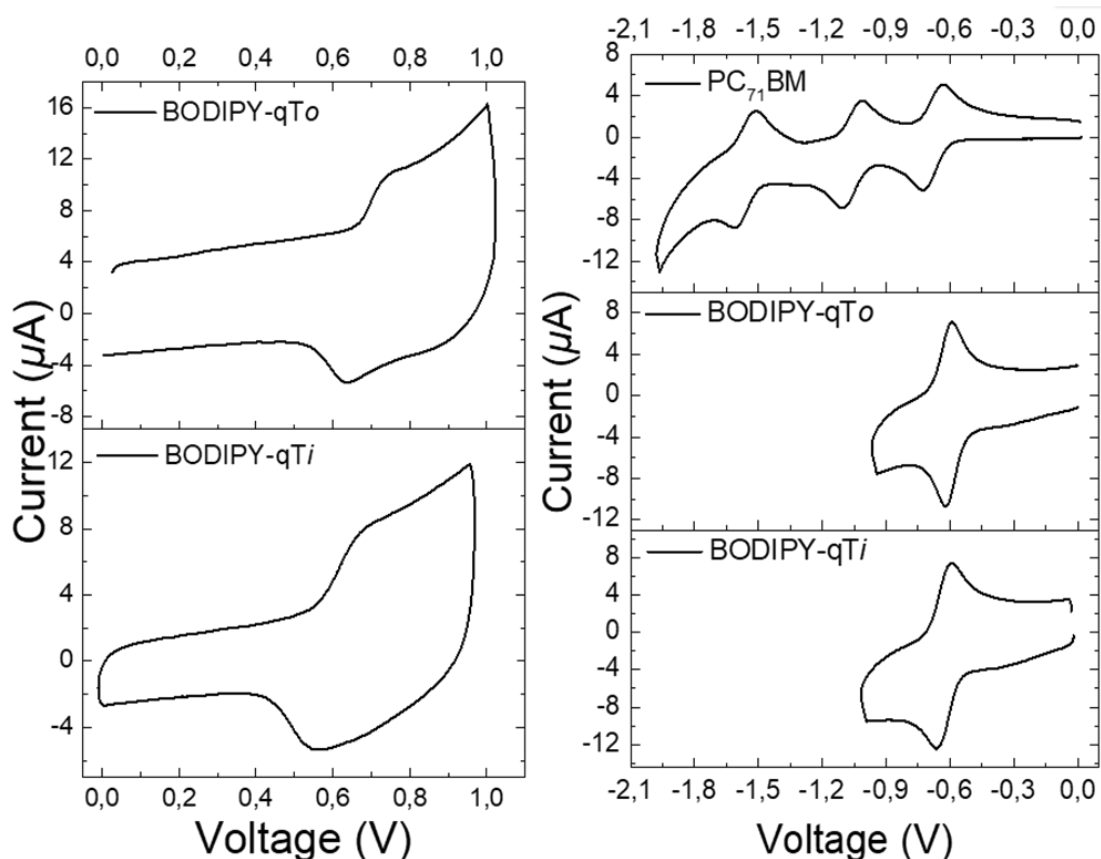 0,0 0,2 0,4 0,6 0,8 1,0
16
12
8
4
0
-4
-8
BODIPY-qTo
12
8
4
0
-4
BODIPY-qTi
0,0 0,2 0,4 0,6 0,8 1,0
Current (µA)
Voltage (V)
-2,1 -1,8 -1,5 -1,2 -0,9 -0,6 -0,3 0,0
8
4
0
-4
-8
-12
PC71BM
8
4
0
-4
-8
-12
BODIPY-qTo
8
4
0
-4
-8
-12
BODIPY-qTi
-2,1 -1,8 -1,5 -1,2 -0,9 -0,6 -0,3 0,0
Current (µA)
Voltage (V)